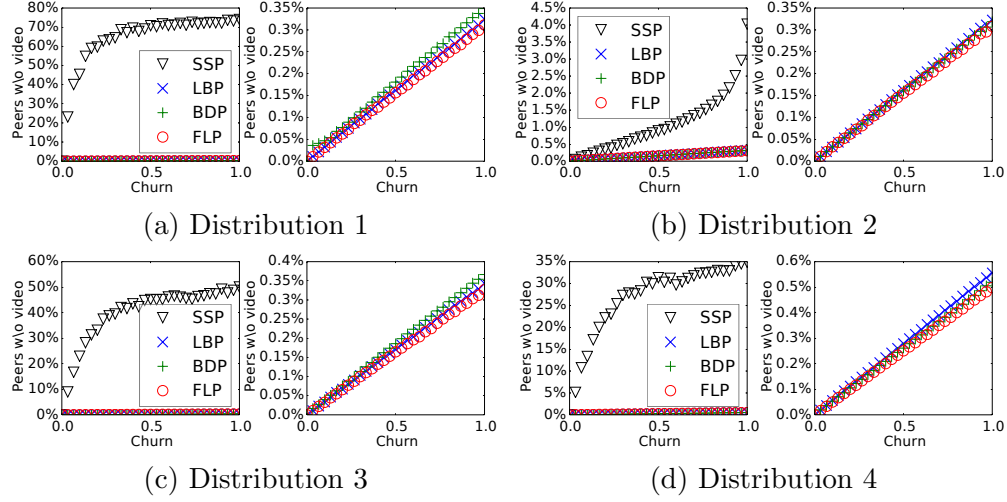 80%
70%
60%
50%
40%
30%
20%
10%
0%
Peers w\o video
SSP
LBP
BDP
FLP
0.0 0.5 1.0
Churn
0.35%
0.3%
0.25%
0.2%
0.15%
0.1%
0.05%
0.0%
Peers w\o video
0.0 0.5 1.0
Churn
(a) Distribution 1
4.5%
4.0%
3.5%
3.0%
2.5%
2.0%
1.5%
1.0%
0.5%
0.0%
Peers w\o video
SSP
LBP
BDP
FLP
0.0 0.5 1.0
Churn
0.35%
0.3%
0.25%
0.2%
0.15%
0.1%
0.05%
0.0%
Peers w\o video
0.0 0.5 1.0
Churn
(b) Distribution 2
60%
50%
40%
30%
20%
10%
0%
Peers w\o video
SSP
LBP
BDP
FLP
0.0 0.5 1.0
Churn
0.4%
0.35%
0.3%
0.25%
0.2%
0.15%
0.1%
0.05%
0.0%
Peers w\o video
0.0 0.5 1.0
Churn
(c) Distribution 3
35%
30%
25%
20%
15%
10%
5%
0%
Peers w\o video
SSP
LBP
BDP
FLP
0.0 0.5 1.0
Churn
0.6%
0.5%
0.4%
0.3%
0.2%
0.1%
0.0%
Peers w\o video
0.0 0.5 1.0
Churn
(d) Distribution 4